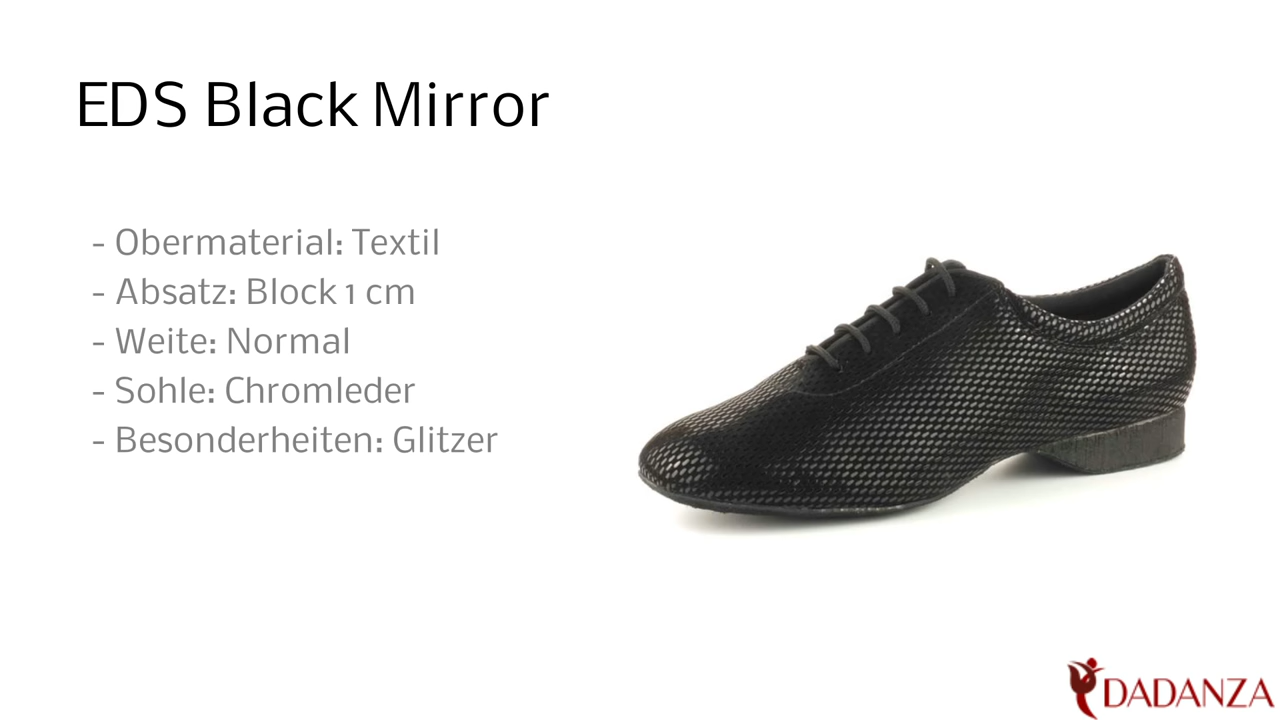 EDS Black Mirror
- Obermaterial: Textil
- Absatz: Block 1 cm
- Weite: Normal
- Sohle: Chromleder
- Besonderheiten: Glitzer
DADANZA